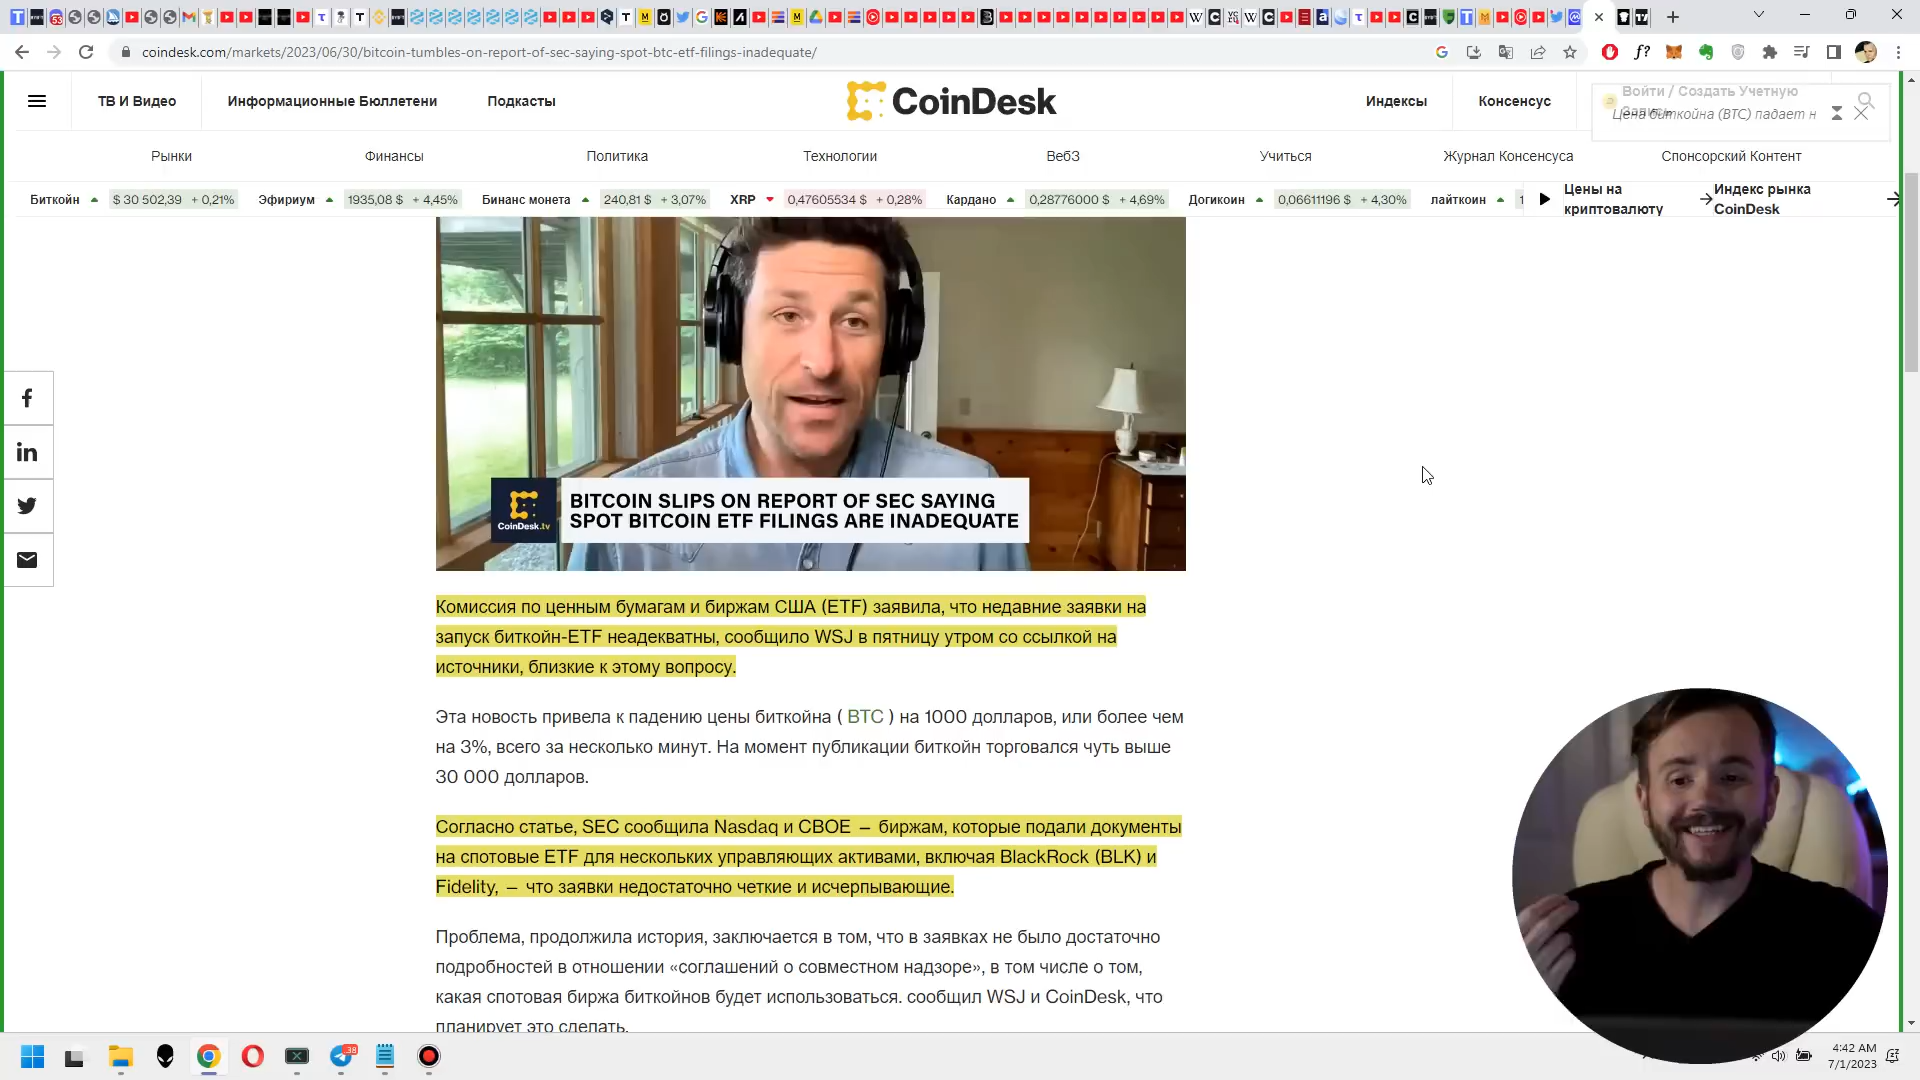 coindesk.com/markets/2023/06/30/bitcoin-tumbles-on-report-of-sec-saying-spot-btc-etf-filings-inadequate/
ТВ И Видео
Информационные Бюллетени
Подкасты
CoinDesk
Индексы
Консенсус
Войти / Создать Учетную
Цена биткойна (BTC) падает н
Рынки
Финансы
Политика
Технологии
Веб3
Учиться
Журнал Консенсуса
Спонсорский Контент
Биткойн $ 30 502,39 + 0,21%
Эфириум 1935,08 $ + 4,45%
Бинанс монета 240,81 $ + 3,07%
XRP 0,47605534 $ + 0,28%
Кардано 0,28776000 $ + 4,69%
Догикоин 0,06611196 $ + 4,30%
лайткоин
Цены на
криптовалюту
Индекс рынка
CoinDesk
BITCOIN SLIPS ON REPORT OF SEC SAYING
SPOT BITCOIN ETF FILINGS ARE INADEQUATE
CoinDesk.tv
Комиссия по ценным бумагам и биржам США (ETF) заявила, что недавние заявки на
запуск биткойн-ETF неадекватны, сообщило WSJ в пятницу утром со ссылкой на
источники, близкие к этому вопросу.
Эта новость привела к падению цены биткойна ( BTC ) на 1000 долларов, или более чем
на 3%, всего за несколько минут. На момент публикации биткойн торговался чуть выше
30 000 долларов.
Согласно статье, SEC сообщила Nasdaq и CBOE — биржам, которые подали документы
на спотовые ETF для нескольких управляющих активами, включая BlackRock (BLK) и
Fidelity, — что заявки недостаточно четкие и исчерпывающие.
Проблема, продолжила история, заключается в том, что в заявках не было достаточно
подробностей в отношении «соглашений о совместном надзоре», в том числе о том,
какая спотовая биржа биткойнов будет использоваться. сообщил WSJ и CoinDesk, что
планирует это сделать.
38
4:42 AM
7/1/2023